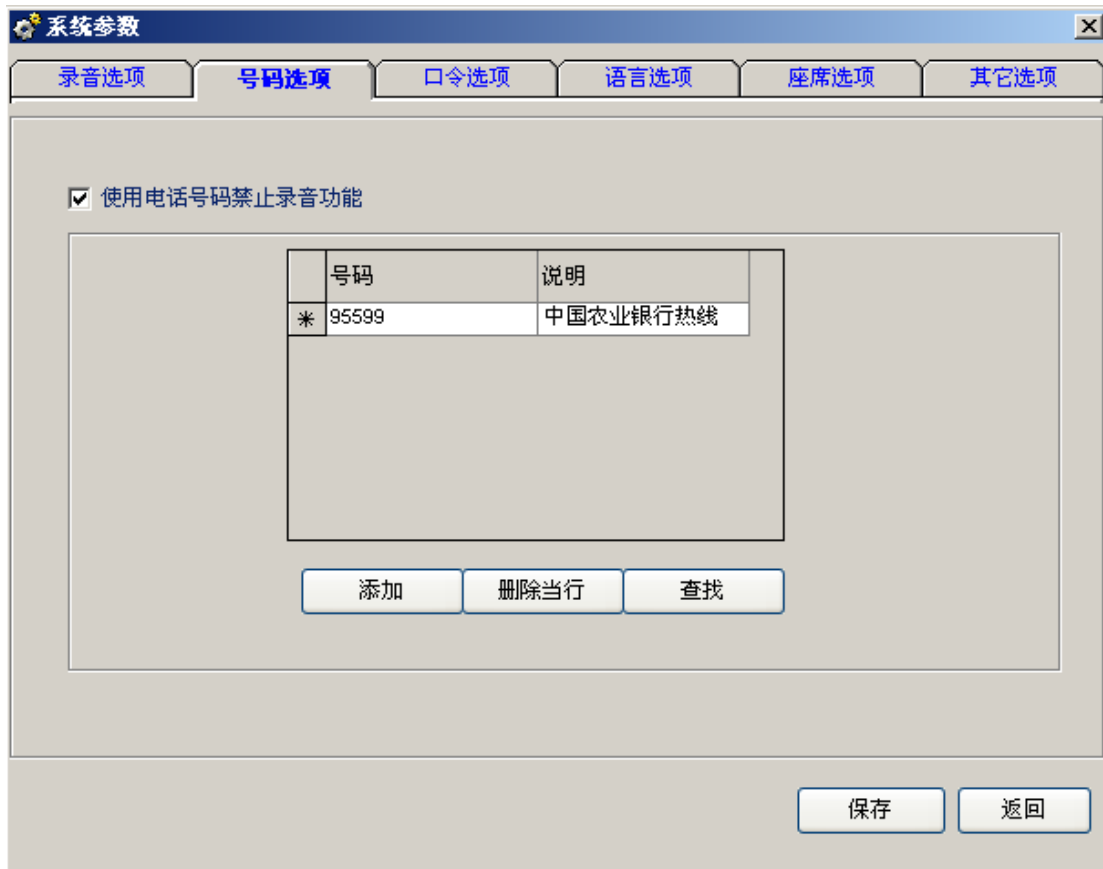 系统参数
录音选项 号码选项 口令选项 语言选项 座席选项 其它选项
使用电话号码禁止录音功能
号码 说明
95599 中国农业银行热线
添加 删除当行 查找
保存 返回